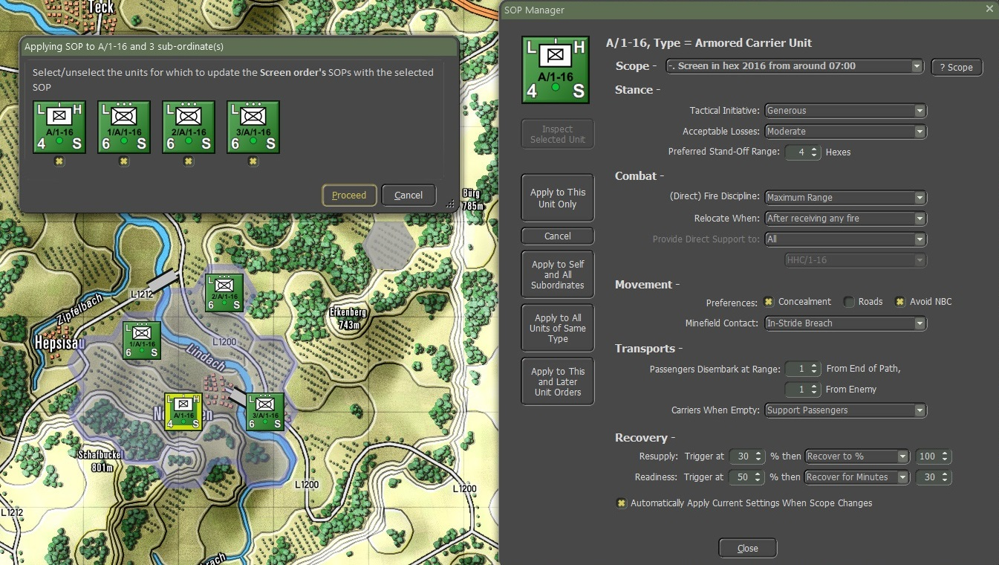 Teck
Applying SOP to A/1-16 and 3 sub-ordinate(s)
Select/unselect the units for which to update the Screen order's SOPs with the selected
SOP
L H
A/1-16
4 S
L
1/A/1-16
6 S
L
2/A/1-16
6 S
L
3/A/1-16
6 S
Proceed
Cancel
Bürg
785m
L1212
2/A/1-16
L
6 S
Zipfelbach
Erkenberg
743m
L
1/A/1-16
6 S
Hepsisau
L1200
Lindach
L H
A/1-16
4 S
L
3/A/1-16
6 S
Schafbuckel
801m
L1200
L1200
L1212
SOP Manager
L H
A/1-16
4 S
A/1-16, Type = Armored Carrier Unit
Scope - -. Screen in hex 2016 from around 07:00 ? Scope
Stance -
Inspect
Selected Unit
Tactical Initiative: Generous
Acceptable Losses: Moderate
Preferred Stand-Off Range: 4 Hexes
Apply to This
Unit Only
Cancel
Apply to Self
and All
Subordinates
Apply to All
Units of Same
Type
Apply to This
and Later
Unit Orders
Combat -
(Direct) Fire Discipline: Maximum Range
Relocate When: After receiving any fire
Provide Direct Support to: All
HHC/1-16
Movement -
Preferences: Concealment Roads Avoid NBC
Minefield Contact: In-Stride Breach
Transports -
Passengers Disembark at Range: 1 From End of Path,
1 From Enemy
Carriers When Empty: Support Passengers
Recovery -
Resupply: Trigger at 30 % then Recover to % 100
Readiness: Trigger at 50 % then Recover for Minutes 30
Automatically Apply Current Settings When Scope Changes
Close